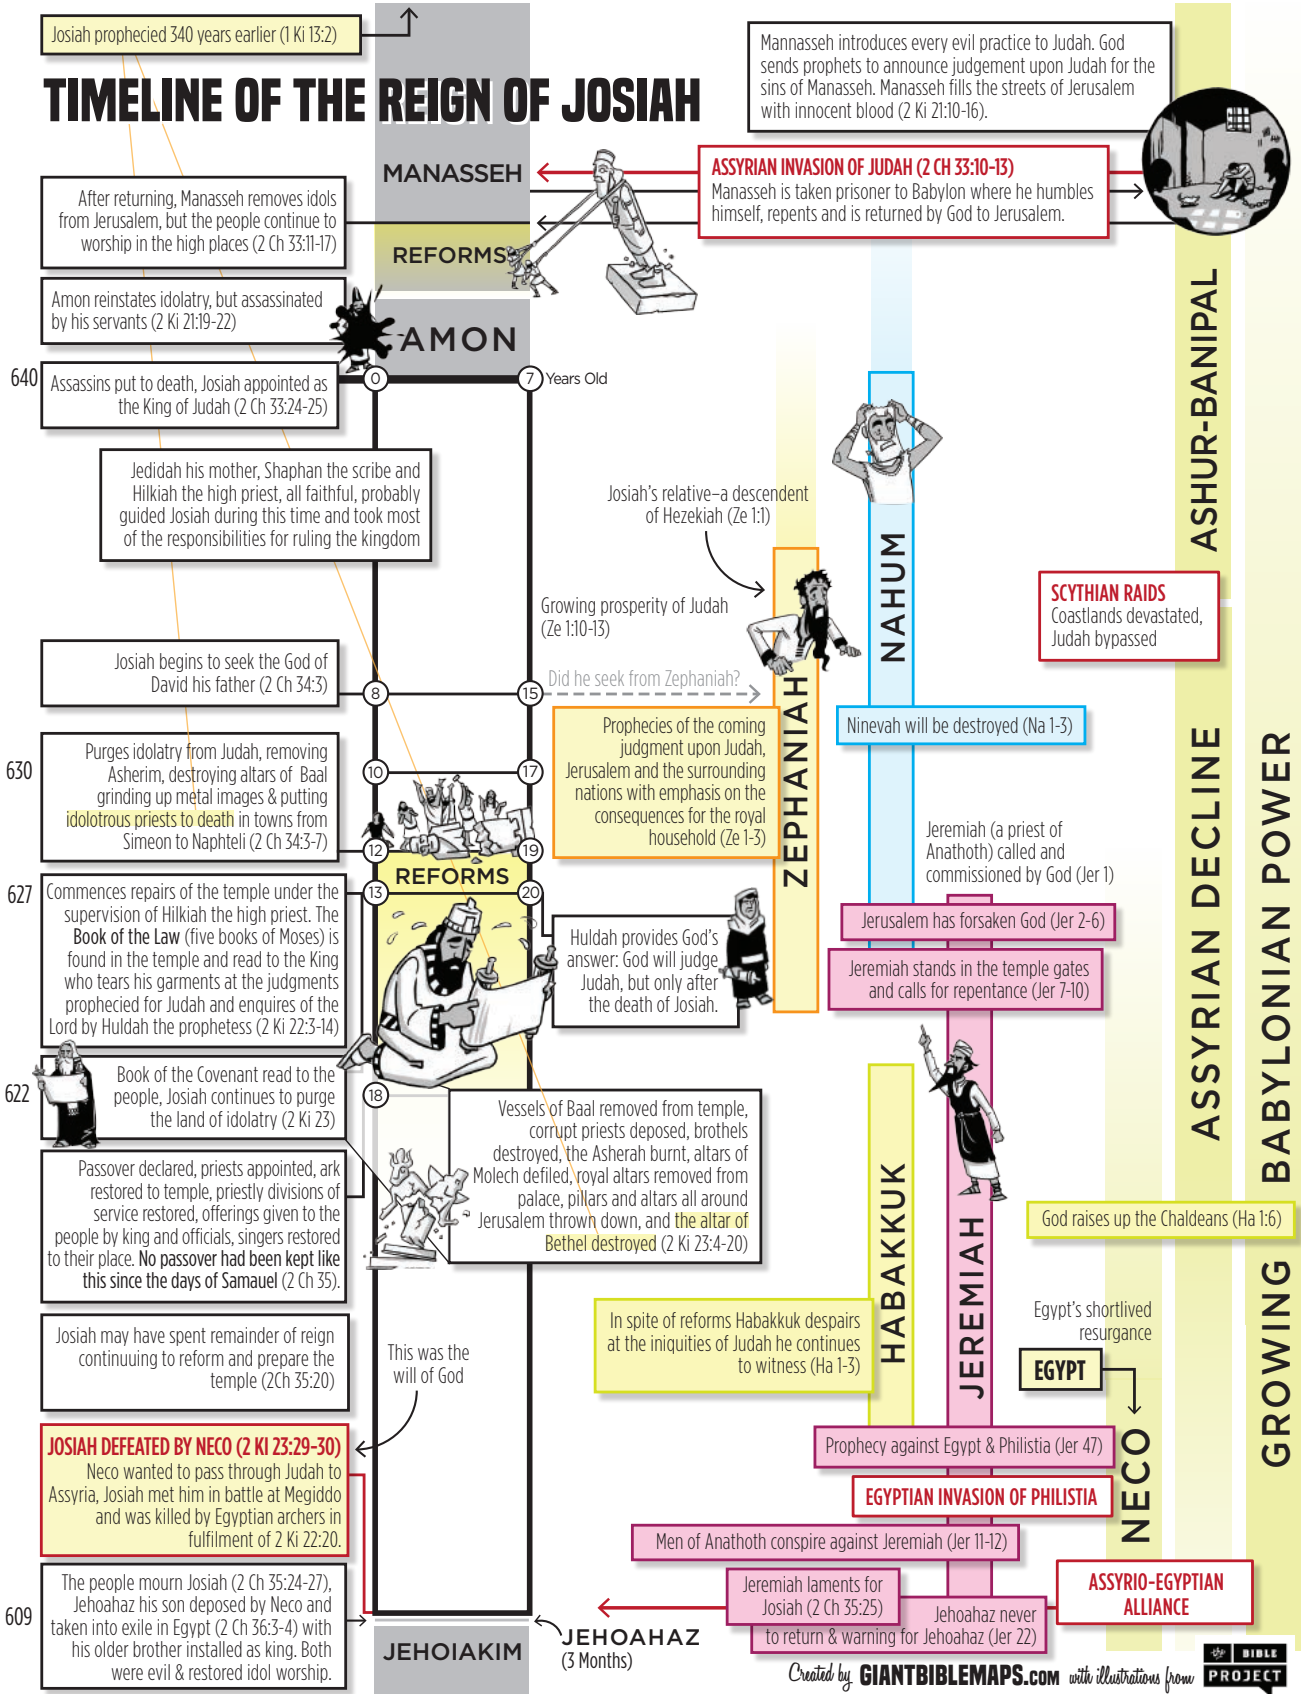 Josiah prophecied 340 years earlier (1 Ki 13:2)
TIMELINE OF THE REIGN OF JOSIAH
Mannasseh introduces every evil practice to Judah. God
sends prophets to announce judgement upon Judah for the
sins of Manasseh. Manasseh fills the streets of Jerusalem
with innocent blood (2 Ki 21:10-16).
MANASSEH
ASSYRIAN INVASION OF JUDAH (2 CH 33:10-13)
Manasseh is taken prisoner to Babylon where he humbles
himself, repents and is returned by God to Jerusalem.
After returning, Manasseh removes idols
from Jerusalem, but the people continue to
worship in the high places (2 Ch 33:11-17)
REFORMS
Amon reinstates idolatry, but assassinated
by his servants (2 Ki 21:19-22)
AMON
ASHUR-BANIPAL
640
Assassins put to death, Josiah appointed as
the King of Judah (2 Ch 33:24-25)
0
7
Years Old
Jedidah his mother, Shaphan the scribe and
Hilkiah the high priest, all faithful, probably
guided Josiah during this time and took most
of the responsibilities for ruling the kingdom
Josiah's relative–a descendent
of Hezekiah (Ze 1:1)
NAHUM
SCYTHIAN RAIDS
Coastlands devastated,
Judah bypassed
Growing prosperity of Judah
(Ze 1:10-13)
Josiah begins to seek the God of
David his father (2 Ch 34:3)
8
15
Did he seek from Zephaniah?
ZEPHANIAH
Prophecies of the coming
judgment upon Judah,
Jerusalem and the surrounding
nations with emphasis on the
consequences for the royal
household (Ze 1-3)
Ninevah will be destroyed (Na 1-3)
ASSYRIAN DECLINE
GROWING BABYLONIAN POWER
630
Purges idolatry from Judah, removing
Asherim, destroying altars of Baal
grinding up metal images & putting
idolotrous priests to death in towns from
Simeon to Naphteli (2 Ch 34:3-7)
10
17
12
19
REFORMS
Jeremiah (a priest of
Anathoth) called and
commissioned by God (Jer 1)
627
Commences repairs of the temple under the
supervision of Hilkiah the high priest. The
Book of the Law (five books of Moses) is
found in the temple and read to the King
who tears his garments at the judgments
prophecied for Judah and enquires of the
Lord by Huldah the prophetess (2 Ki 22:3-14)
13
20
Huldah provides God's
answer: God will judge
Judah, but only after
the death of Josiah.
Jerusalem has forsaken God (Jer 2-6)
Jeremiah stands in the temple gates
and calls for repentance (Jer 7-10)
622
Book of the Covenant read to the
people, Josiah continues to purge
the land of idolatry (2 Ki 23)
18
Vessels of Baal removed from temple,
corrupt priests deposed, brothels
destroyed, the Asherah burnt, altars of
Molech defiled, royal altars removed from
palace, pillars and altars all around
Jerusalem thrown down, and the altar of
Bethel destroyed (2 Ki 23:4-20)
Passover declared, priests appointed, ark
restored to temple, priestly divisions of
service restored, offerings given to the
people by king and officials, singers restored
to their place. No passover had been kept like
this since the days of Samauel (2 Ch 35).
HABAKKUK
JEREMIAH
God raises up the Chaldeans (Ha 1:6)
In spite of reforms Habakkuk despairs
at the iniquities of Judah he continues
to witness (Ha 1-3)
Egypt's shortlived
resurgance
EGYPT
Josiah may have spent remainder of reign
continuuing to reform and prepare the
temple (2Ch 35:20)
This was the
will of God
JOSIAH DEFEATED BY NECO (2 KI 23:29-30)
Neco wanted to pass through Judah to
Assyria, Josiah met him in battle at Megiddo
and was killed by Egyptian archers in
fulfilment of 2 Ki 22:20.
Prophecy against Egypt & Philistia (Jer 47)
NECO
EGYPTIAN INVASION OF PHILISTIA
Men of Anathoth conspire against Jeremiah (Jer 11-12)
609
The people mourn Josiah (2 Ch 35:24-27),
Jehoahaz his son deposed by Neco and
taken into exile in Egypt (2 Ch 36:3-4) with
his older brother installed as king. Both
were evil & restored idol worship.
Jeremiah laments for
Josiah (2 Ch 35:25)
ASSYRIO-EGYPTIAN
ALLIANCE
Jehoahaz never
to return & warning for Jehoahaz (Jer 22)
JEHOIAKIM
JEHOAHAZ
(3 Months)
Created by GIANTBIBLEMAPS.COM with illustrations from
BIBLE
PROJECT